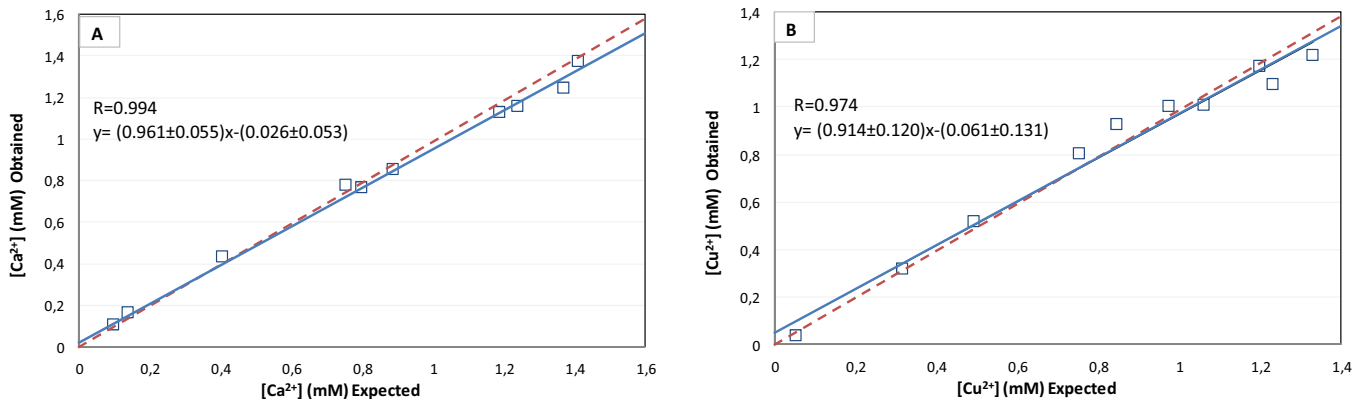 A
R=0.994
y= (0.961±0.055)x-(0.026±0.053)
[Ca²⁺] (mM) Obtained
1,6
1,4
1,2
1
0,8
0,6
0,4
0,2
0
0 0,2 0,4 0,6 0,8 1 1,2 1,4 1,6
[Ca²⁺] (mM) Expected
B
R=0.974
y= (0.914±0.120)x-(0.061±0.131)
[Cu²⁺] (mM) Obtained
1,4
1,2
1
0,8
0,6
0,4
0,2
0
0 0,2 0,4 0,6 0,8 1 1,2 1,4
[Cu²⁺] (mM) Expected